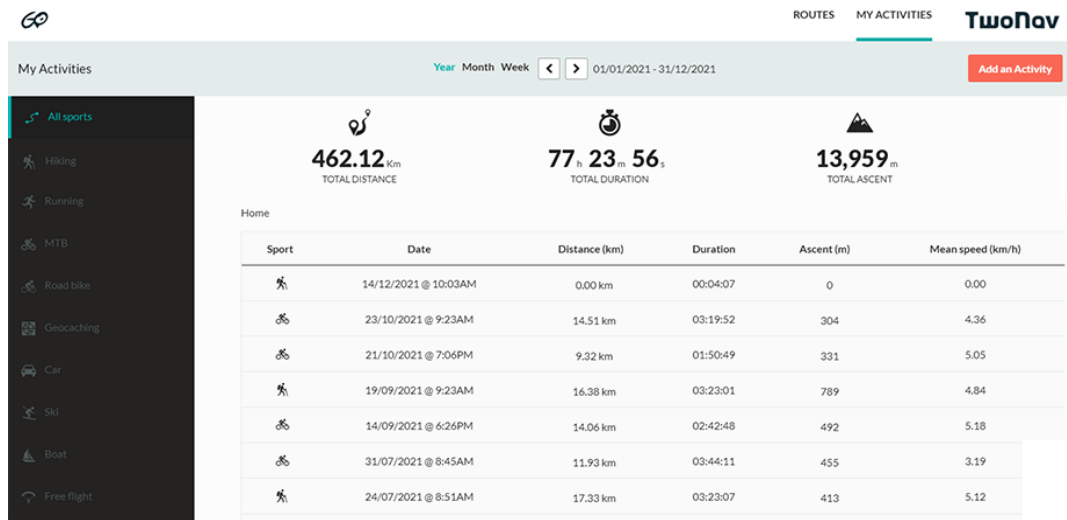 GO
ROUTES MY ACTIVITIES TwoNav
My Activities Year Month Week 01/01/2021 - 31/12/2021 Add an Activity
All sports
Hiking
Running
MTB
Road bike
Geocaching
Car
Ski
Boat
Free flight
462.12 Km
TOTAL DISTANCE
77 h 23 m 56 s
TOTAL DURATION
13,959 m
TOTAL ASCENT
Home
Sport Date Distance (km) Duration Ascent (m) Mean speed (km/h)
14/12/2021 @ 10:03AM 0.00 km 00:04:07 0 0.00
23/10/2021 @ 9:23AM 14.51 km 03:19:52 304 4.36
21/10/2021 @ 7:06PM 9.32 km 01:50:49 331 5.05
19/09/2021 @ 9:23AM 16.38 km 03:23:01 789 4.84
14/09/2021 @ 6:26PM 14.06 km 02:42:48 492 5.18
31/07/2021 @ 8:45AM 11.93 km 03:44:11 455 3.19
24/07/2021 @ 8:51AM 17.33 km 03:23:07 413 5.12